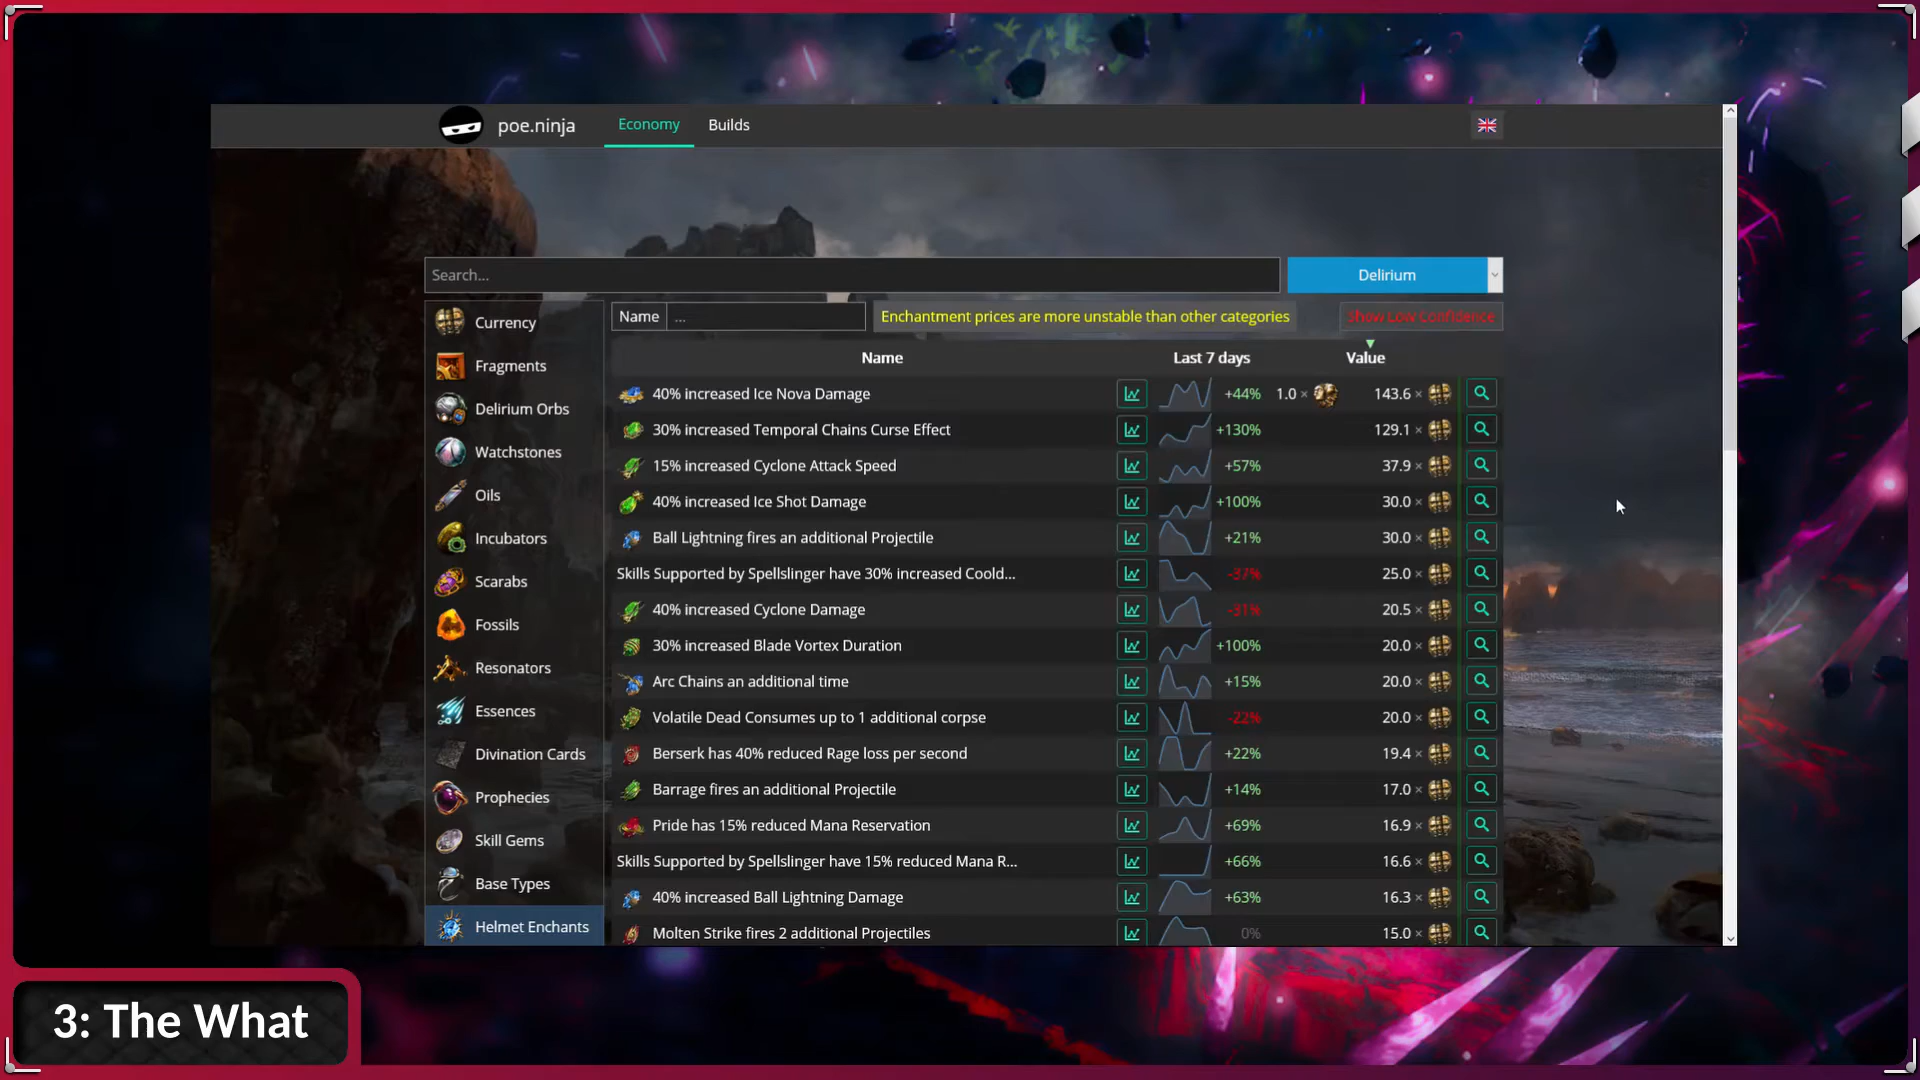 poe.ninja Economy Builds
Search... Delirium
Name ... Enchantment prices are more unstable than other categories Show Low Confidence
Name Last 7 days Value
Currency
Fragments
Delirium Orbs
Watchstones
Oils
Incubators
Scarabs
Fossils
Resonators
Essences
Divination Cards
Prophecies
Skill Gems
Base Types
Helmet Enchants
40% increased Ice Nova Damage +44% 1.0 × 143.6 ×
30% increased Temporal Chains Curse Effect +130% 129.1 ×
15% increased Cyclone Attack Speed +57% 37.9 ×
40% increased Ice Shot Damage +100% 30.0 ×
Ball Lightning fires an additional Projectile +21% 30.0 ×
Skills Supported by Spellslinger have 30% increased Coold... -37% 25.0 ×
40% increased Cyclone Damage -31% 20.5 ×
30% increased Blade Vortex Duration +100% 20.0 ×
Arc Chains an additional time +15% 20.0 ×
Volatile Dead Consumes up to 1 additional corpse -22% 20.0 ×
Berserk has 40% reduced Rage loss per second +22% 19.4 ×
Barrage fires an additional Projectile +14% 17.0 ×
Pride has 15% reduced Mana Reservation +69% 16.9 ×
Skills Supported by Spellslinger have 15% reduced Mana R... +66% 16.6 ×
40% increased Ball Lightning Damage +63% 16.3 ×
Molten Strike fires 2 additional Projectiles 0% 15.0 ×
3: The What